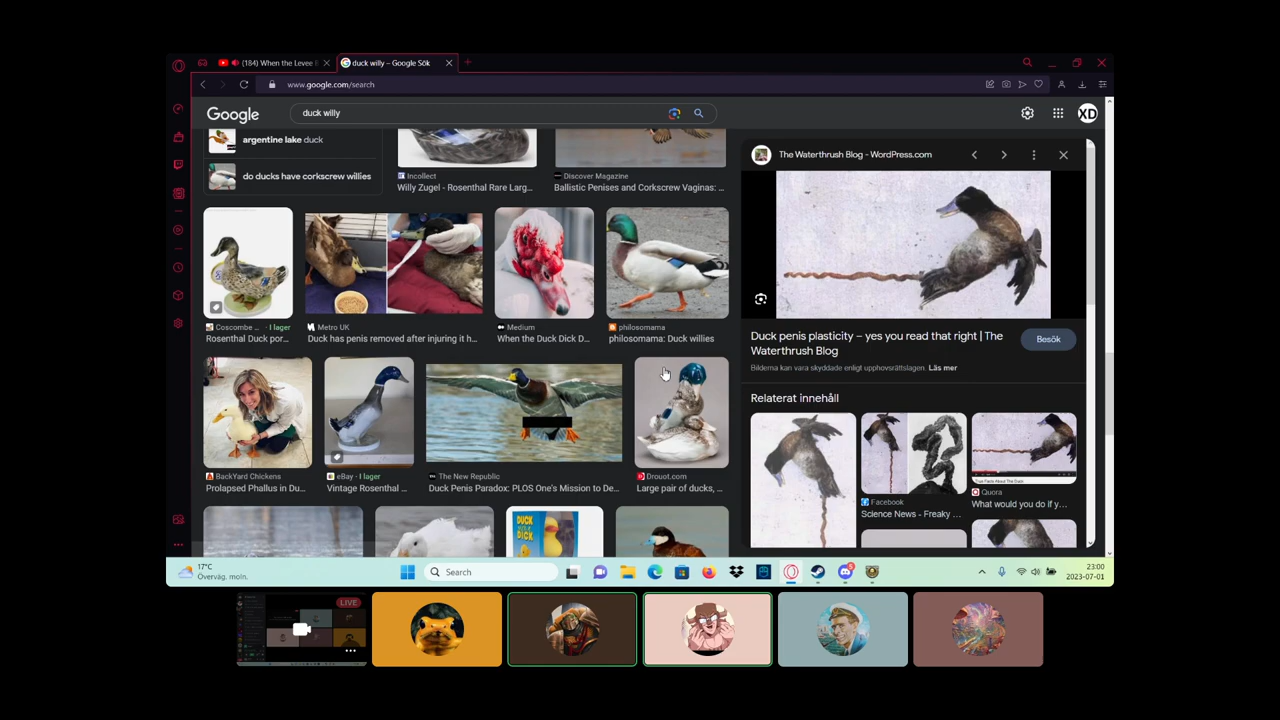 (184) When the Levee
duck willy – Google Sök
www.google.com/search
Google
duck willy
XD
argentine lake duck
do ducks have corkscrew willies
Incollect
Willy Zugel - Rosenthal Rare Larg...
Discover Magazine
Ballistic Penises and Corkscrew Vaginas: ...
Coscombe ... · I lager
Rosenthal Duck por...
Metro UK
Duck has penis removed after injuring it h...
Medium
When the Duck Dick D...
philosomama
philosomama: Duck willies
BackYard Chickens
Prolapsed Phallus in Du...
eBay · I lager
Vintage Rosenthal ...
The New Republic
Duck Penis Paradox: PLOS One's Mission to De...
Drouot.com
Large pair of ducks, ...
DUCK
DICK
The Waterthrush Blog - WordPress.com
Duck penis plasticity – yes you read that right | The
Waterthrush Blog
Besök
Bilderna kan vara skyddade enligt upphovsrättslagen. Läs mer
Relaterat innehåll
Facebook
Science News - Freaky ...
True Facts About The Duck
Quora
What would you do if y...
17°C
Overväg. moln.
Search
23:00
2023-07-01
LIVE